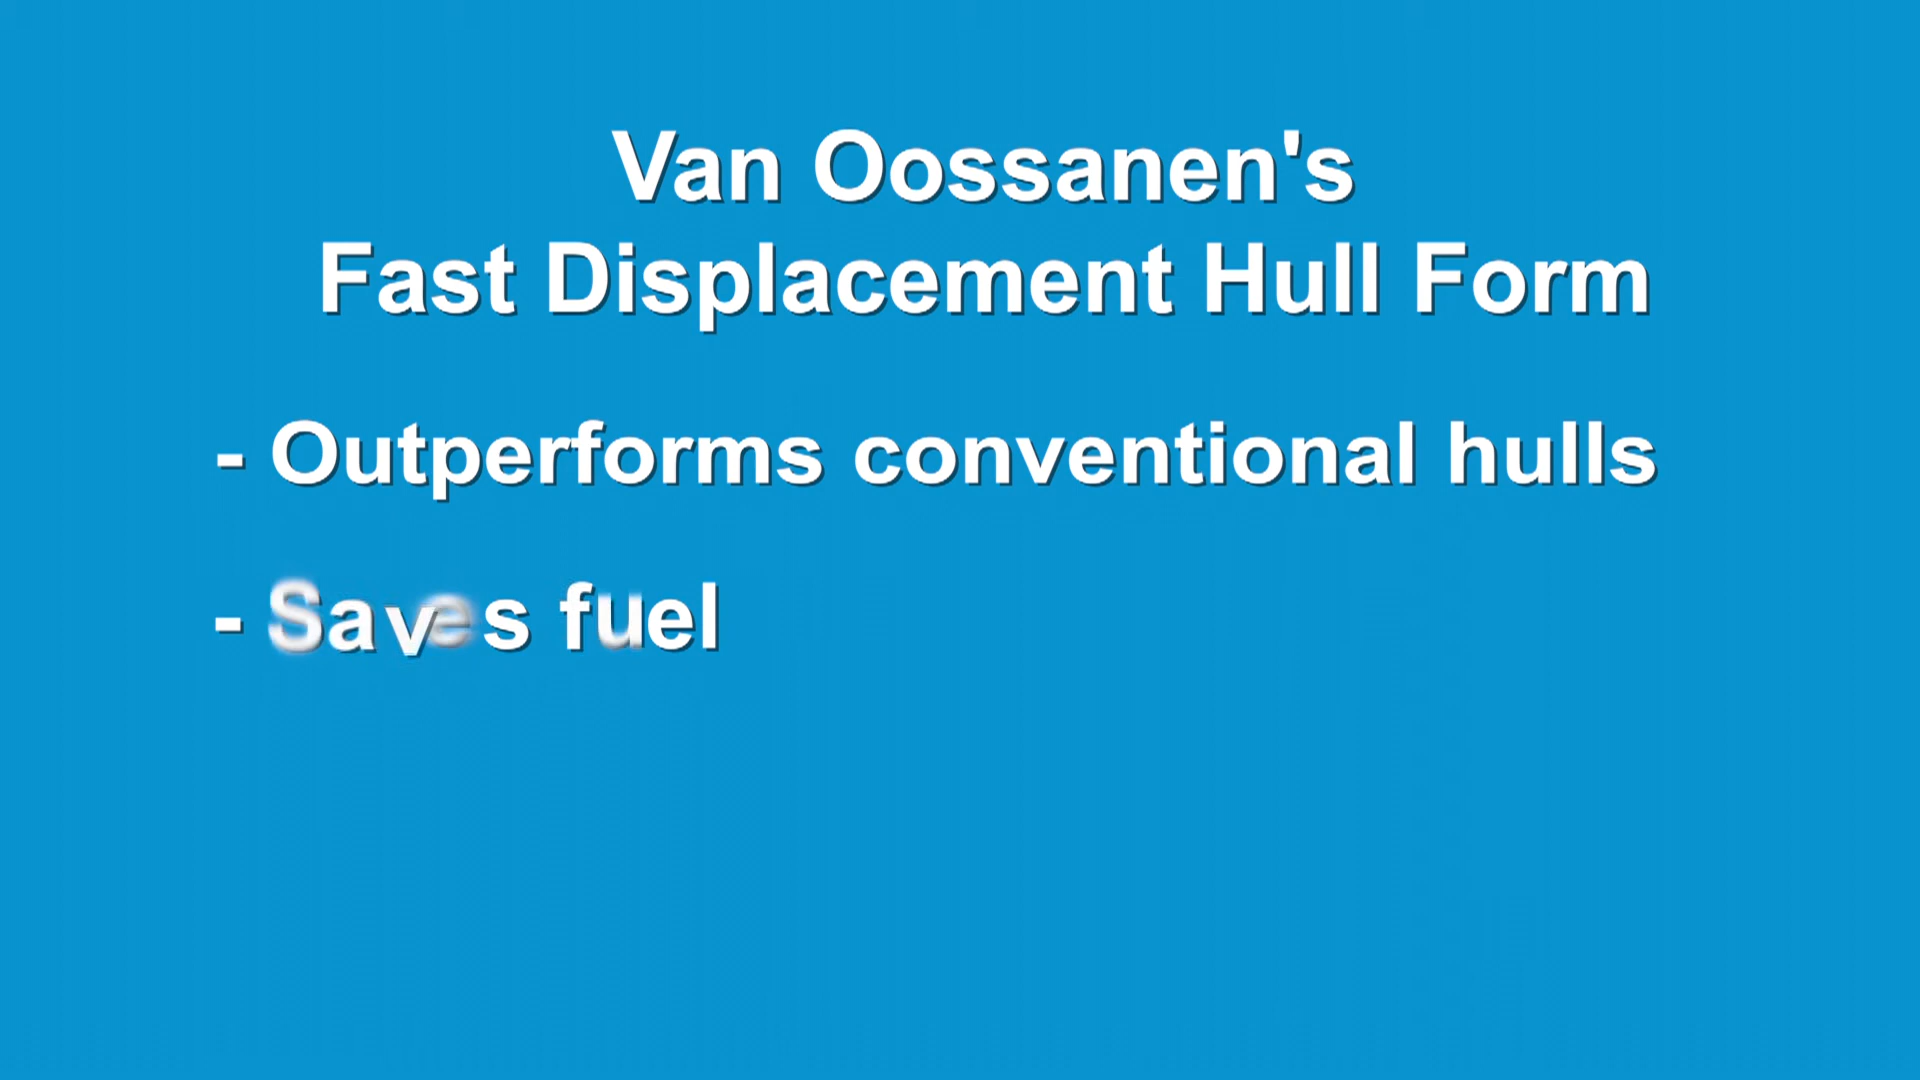 Van Oossanen's
Fast Displacement Hull Form
- Outperforms conventional hulls
- Saves fuel